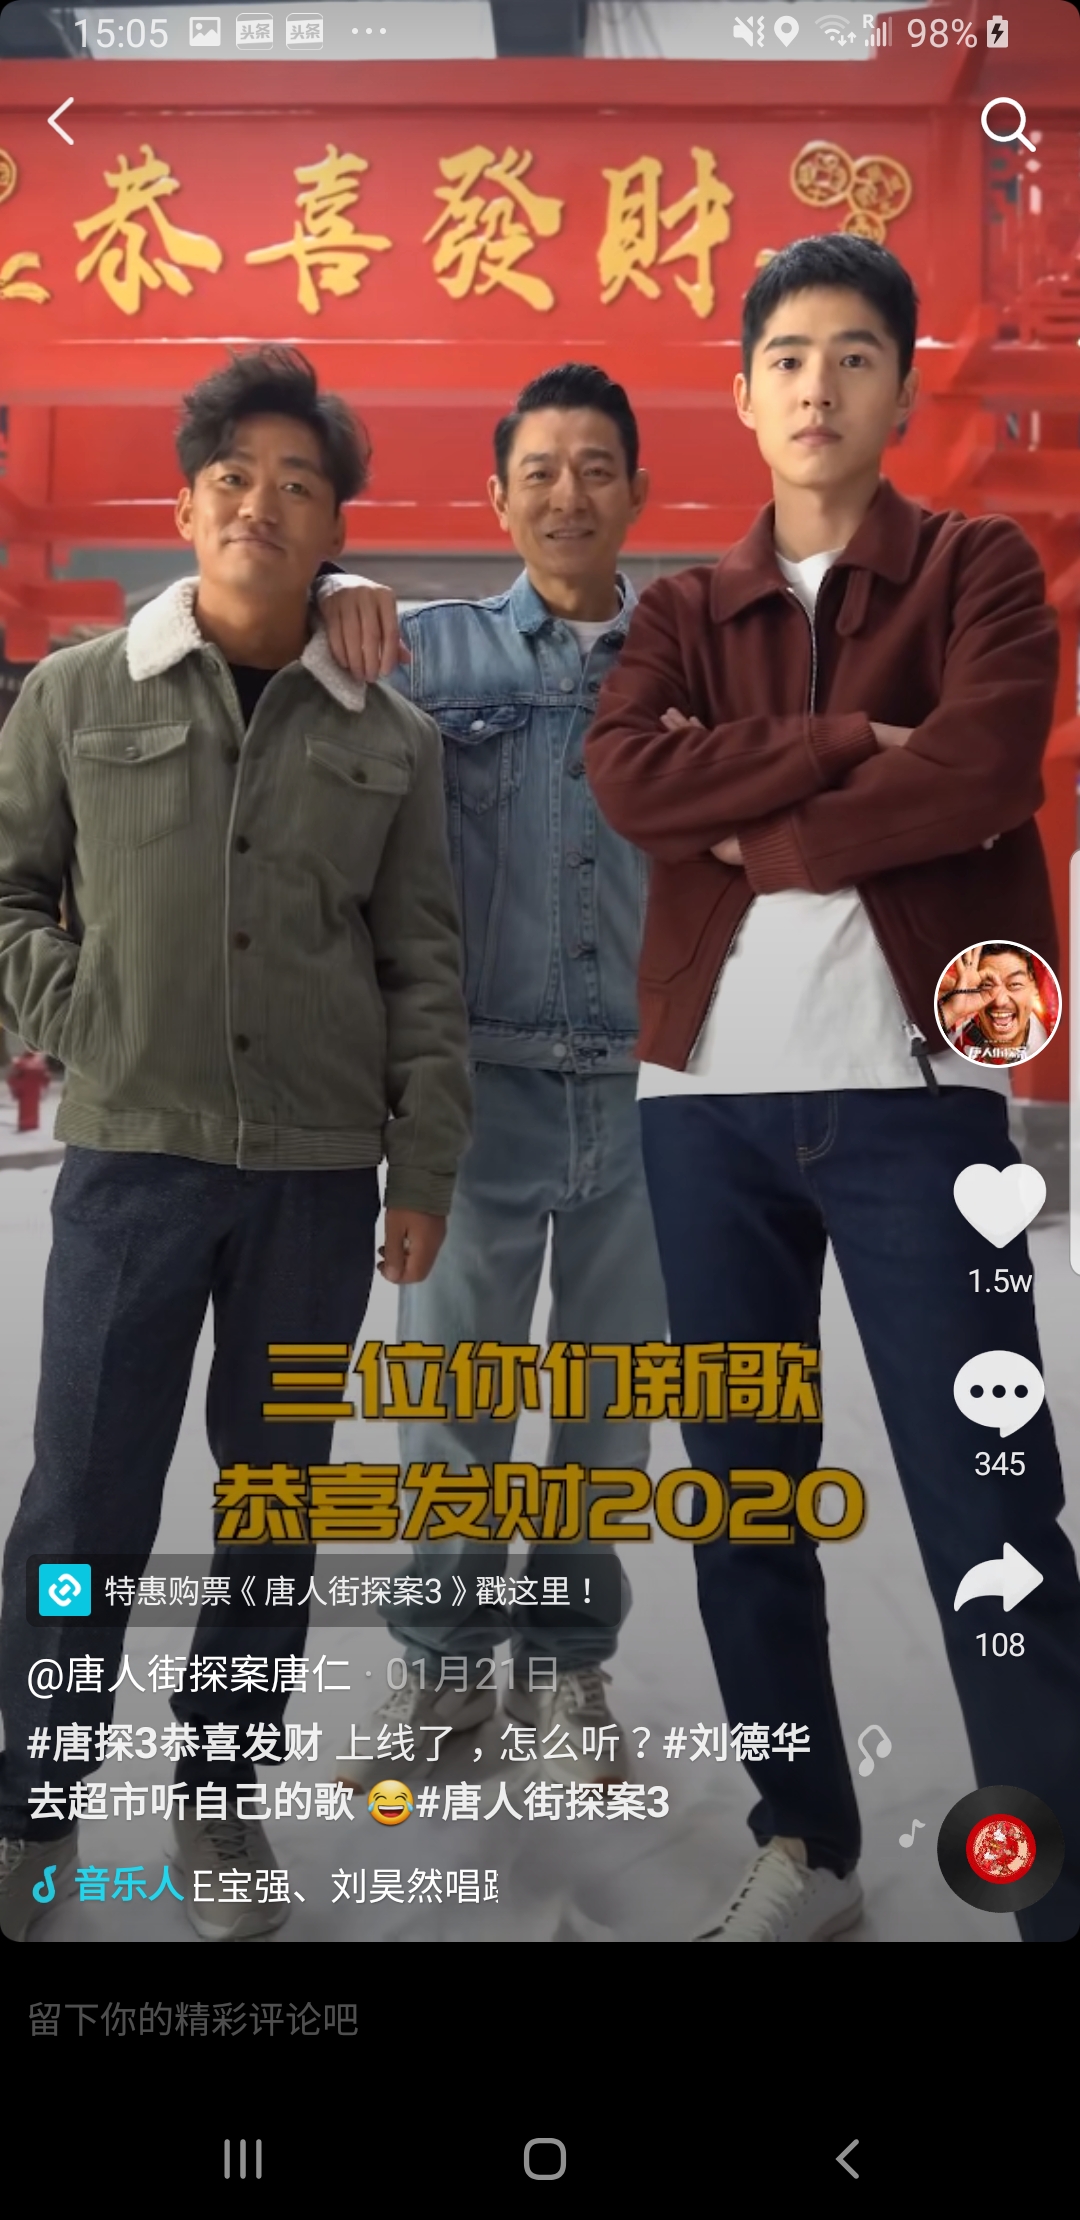 15:05 头条 头条 ... R 98%
恭喜發財
1.5w
三位你们新歌
345
恭喜发财2020
特惠购票《唐人街探案3》戳这里！
108
@唐人街探案唐仁 · 01月21日
#唐探3恭喜发财 上线了，怎么听？#刘德华
去超市听自己的歌 😂#唐人街探案3
音乐人 王宝强、刘昊然唱
留下你的精彩评论吧